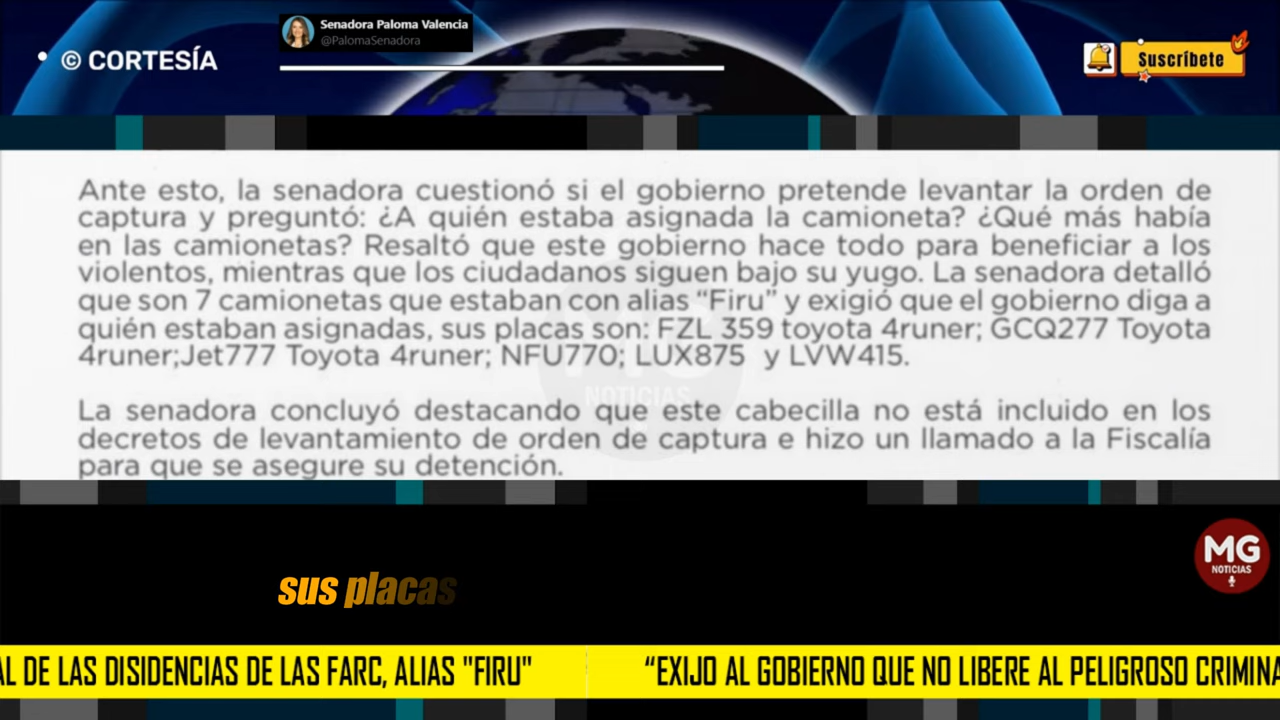 © CORTESÍA
Senadora Paloma Valencia
@PalomaSenadora
Suscríbete
Ante esto, la senadora cuestionó si el gobierno pretende levantar la orden de
captura y preguntó: ¿A quién estaba asignada la camioneta? ¿Qué más había
en las camionetas? Resaltó que este gobierno hace todo para beneficiar a los
violentos, mientras que los ciudadanos siguen bajo su yugo. La senadora detalló
que son 7 camionetas que estaban con alias “Firu” y exigió que el gobierno diga a
quién estaban asignadas, sus placas son: FZL 359 toyota 4runer; GCQ277 Toyota
4runer;Jet777 Toyota 4runer; NFU770; LUX875 y LVW415.
MG
NOTICIAS
La senadora concluyó destacando que este cabecilla no está incluido en los
decretos de levantamiento de orden de captura e hizo un llamado a la Fiscalía
para que se asegure su detención.
MG
NOTICIAS
sus placas
AL DE LAS DISIDENCIAS DE LAS FARC, ALIAS "FIRU" “EXIJO AL GOBIERNO QUE NO LIBERE AL PELIGROSO CRIMINA